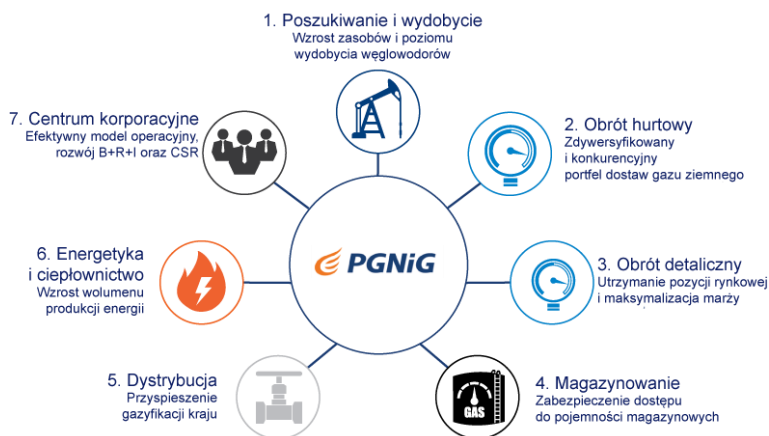 1. Poszukiwanie i wydobycie
Wzrost zasobów i poziomu
wydobycia węglowodorów
2. Obrót hurtowy
Zdywersyfikowany
i konkurencyjny
portfel dostaw gazu ziemnego
3. Obrót detaliczny
Utrzymanie pozycji rynkowej
i maksymalizacja marży
4. Magazynowanie
Zabezpieczenie dostępu
do pojemności magazynowych
GAS
5. Dystrybucja
Przyspieszenie
gazyfikacji kraju
6. Energetyka
i ciepłownictwo
Wzrost wolumenu
produkcji energii
7. Centrum korporacyjne
Efektywny model operacyjny,
rozwój B+R+I oraz CSR
PGNiG